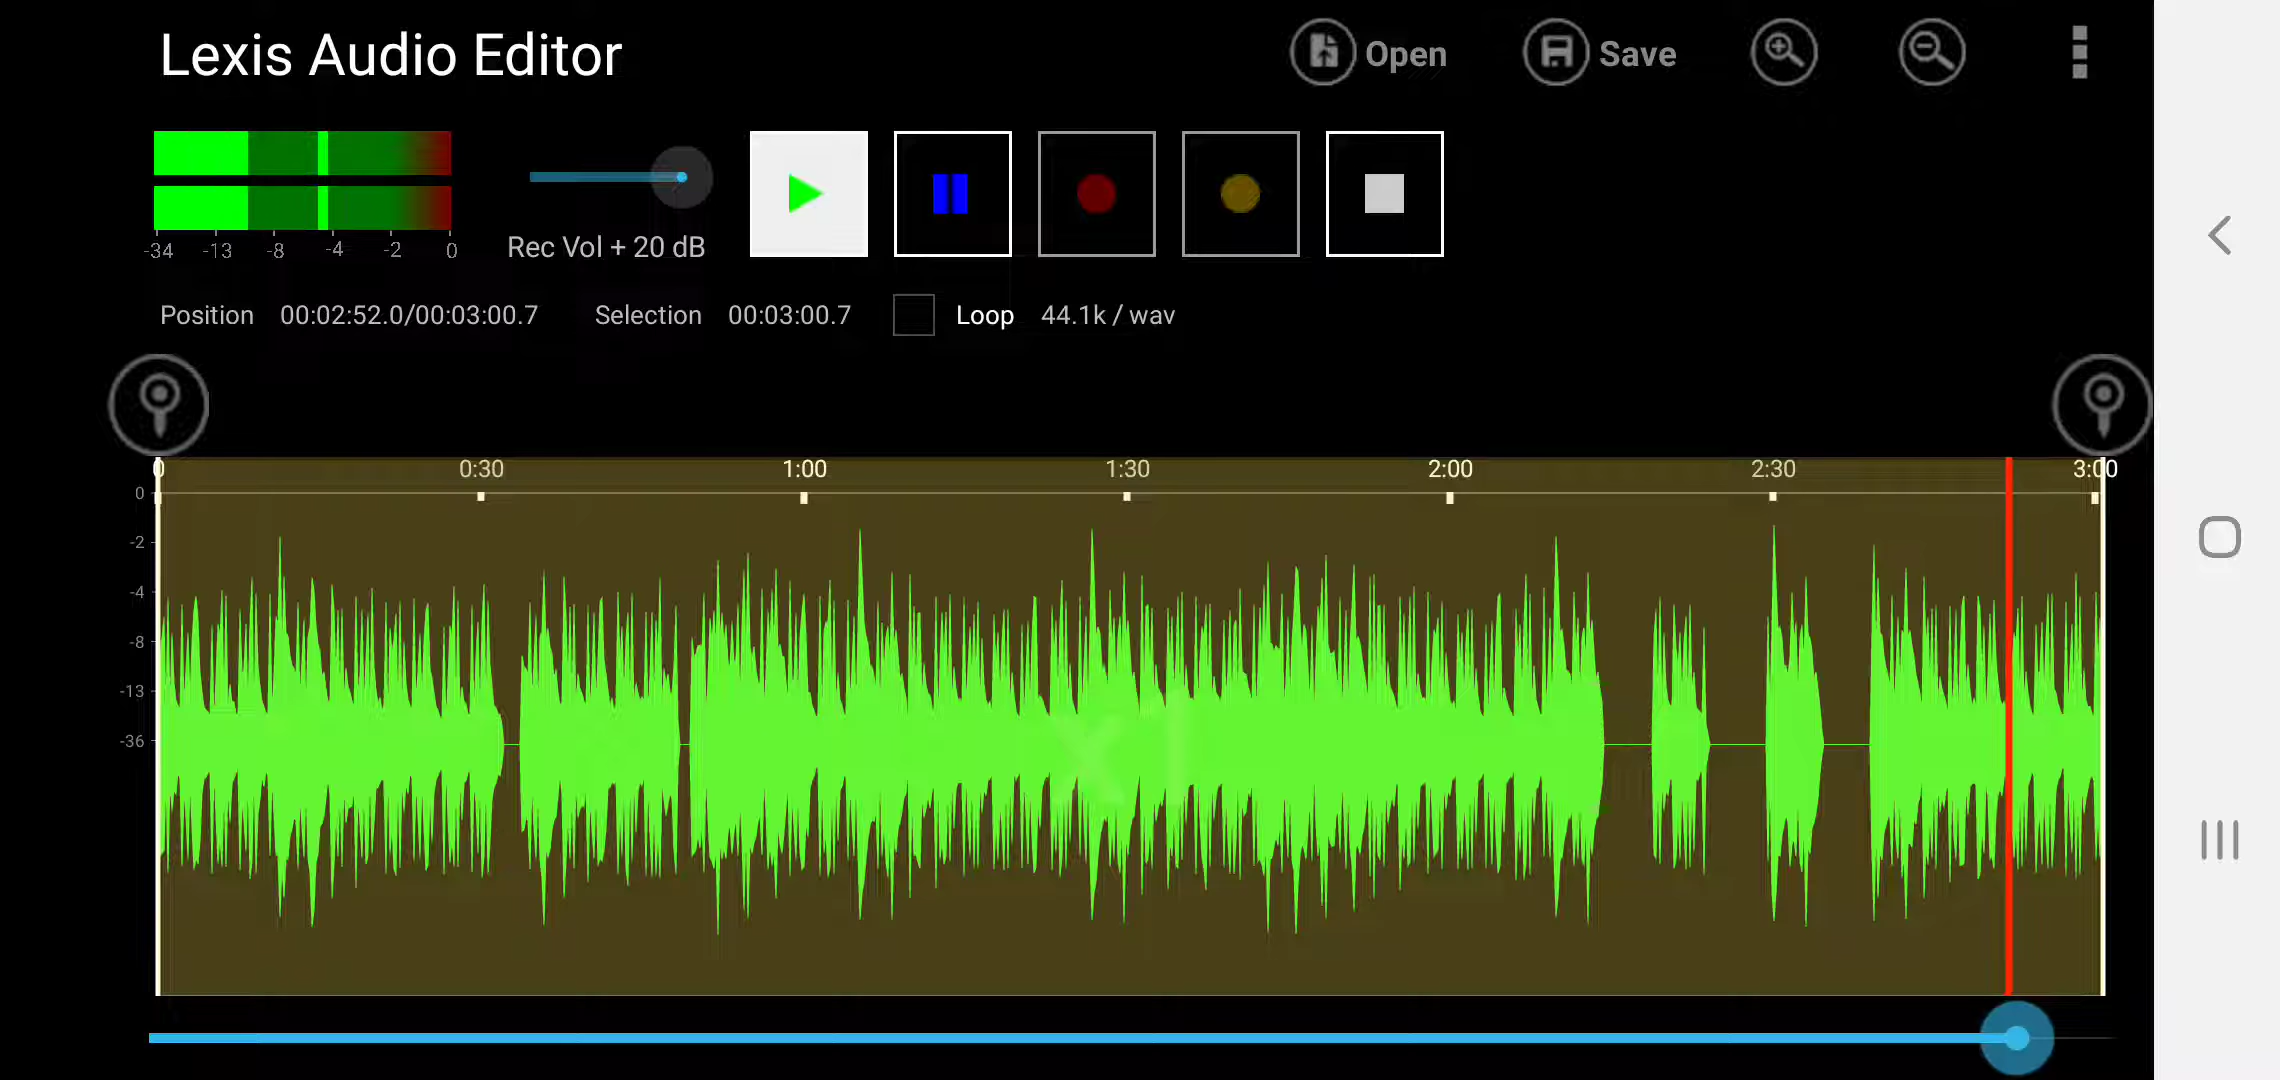 Lexis Audio Editor
Open
Save
-34 -13 -8 -4 -2 0
Rec Vol + 20 dB
Position 00:02:52.0/00:03:00.7 Selection 00:03:00.7 Loop 44.1k / wav
0 0:30 1:00 1:30 2:00 2:30 3:00
0
-2
-4
-8
-13
-36
x1